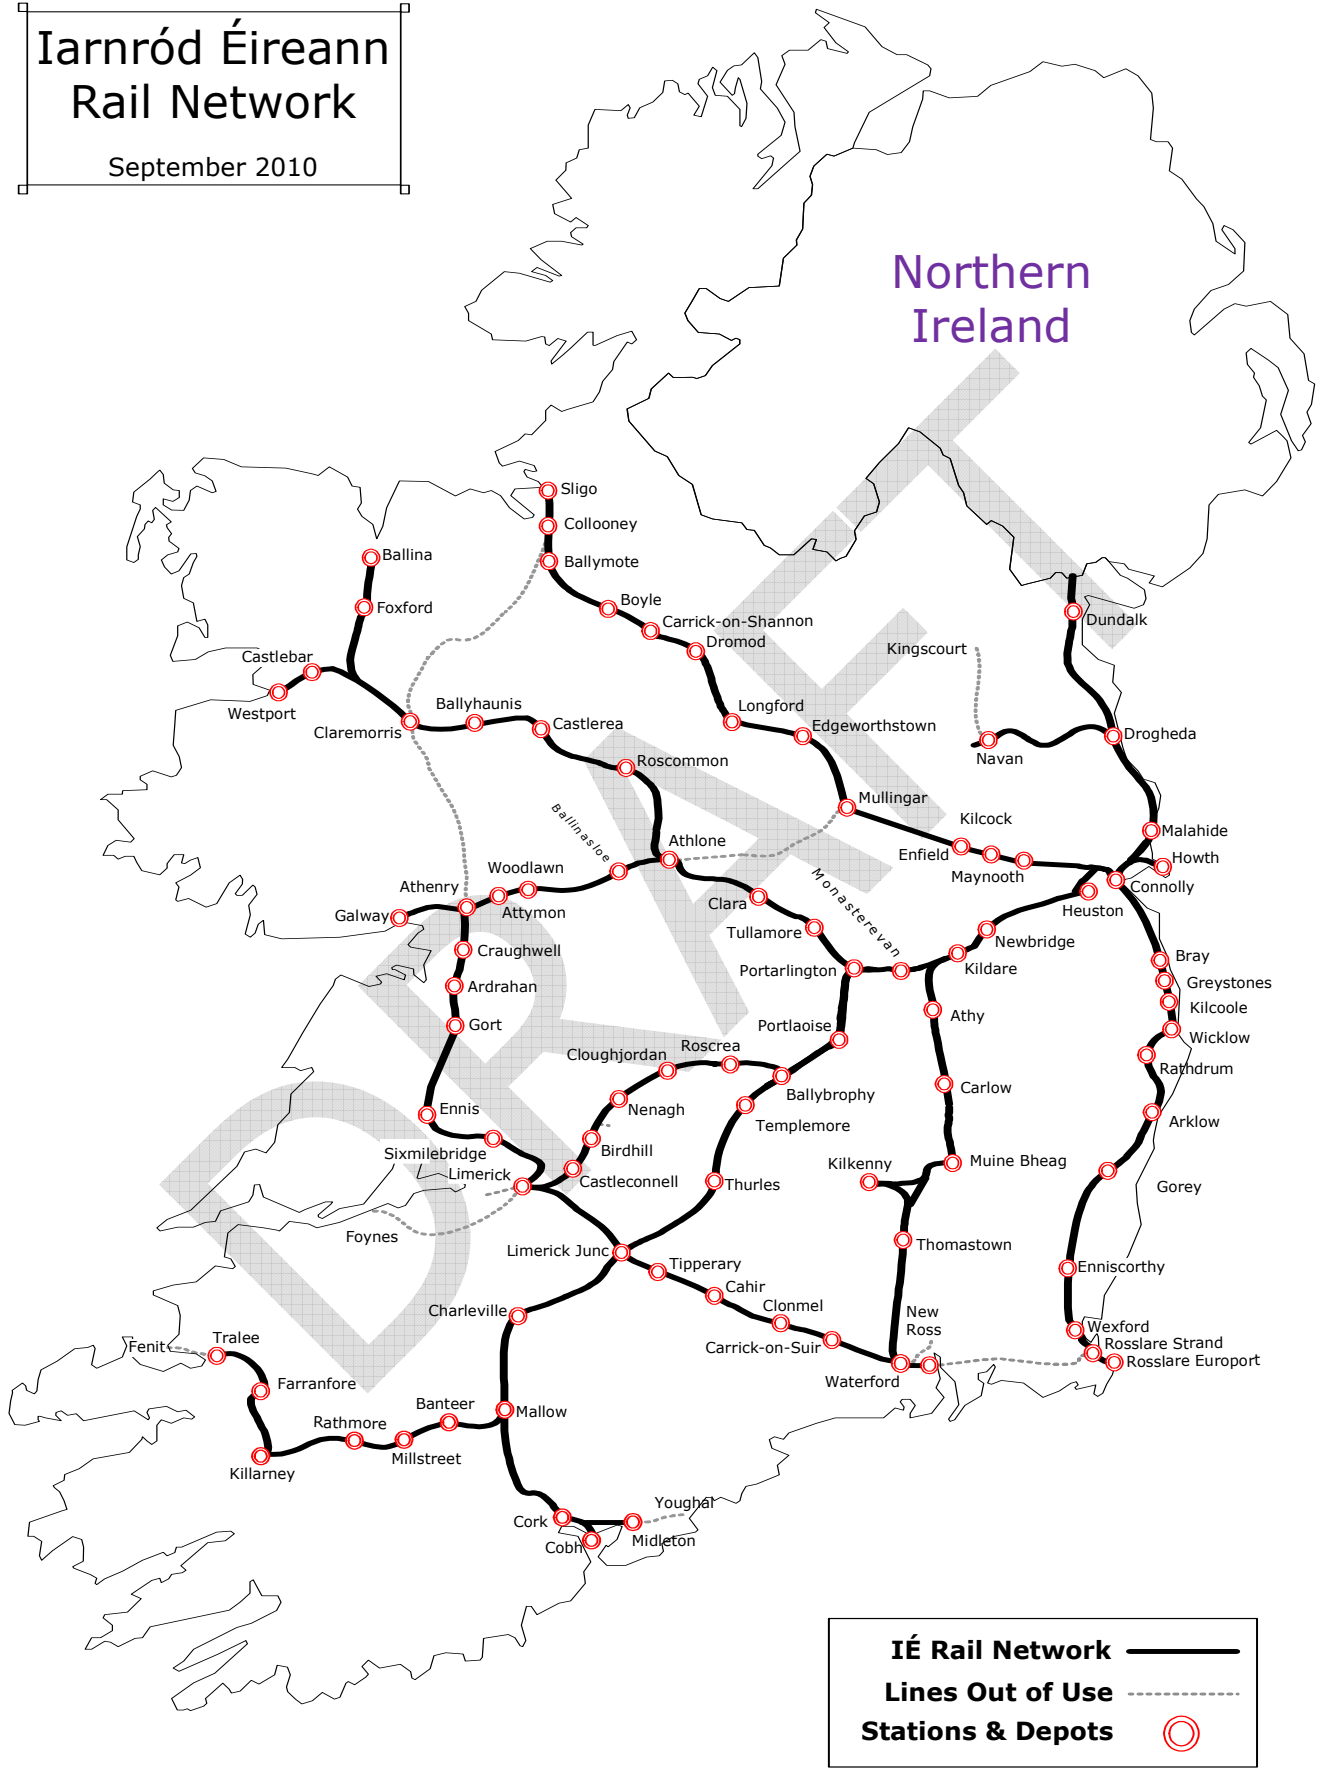 Iarnród Éireann
Rail Network
September 2010
Northern
Ireland
DRAFT
Sligo
Collooney
Ballymote
Ballina
Foxford
Boyle
Carrick-on-Shannon
Dromod
Dundalk
Kingscourt
Castlebar
Westport
Ballyhaunis
Claremorris
Castlerea
Longford
Edgeworthstown
Drogheda
Navan
Roscommon
Mullingar
Kilcock
Malahide
Ballinasloe
Athlone
Enfield
Maynooth
Howth
Connolly
Woodlawn
Athenry
Attymon
Galway
Clara
Monasterevan
Heuston
Tullamore
Newbridge
Craughwell
Portarlington
Kildare
Bray
Greystones
Ardrahan
Kilcoole
Gort
Portlaoise
Athy
Wicklow
Cloughjordan
Roscrea
Rathdrum
Ballybrophy
Carlow
Ennis
Nenagh
Templemore
Arklow
Sixmilebridge
Birdhill
Limerick
Castleconnell
Kilkenny
Muine Bheag
Thurles
Gorey
Foynes
Limerick Junc
Thomastown
Tipperary
Enniscorthy
Cahir
Charleville
Clonmel
New
Ross
Wexford
Fenit
Tralee
Carrick-on-Suir
Rosslare Strand
Rosslare Europort
Waterford
Farranfore
Banteer
Mallow
Rathmore
Millstreet
Killarney
Youghal
Cork
Cobh
Midleton
IÉ Rail Network
Lines Out of Use
Stations & Depots